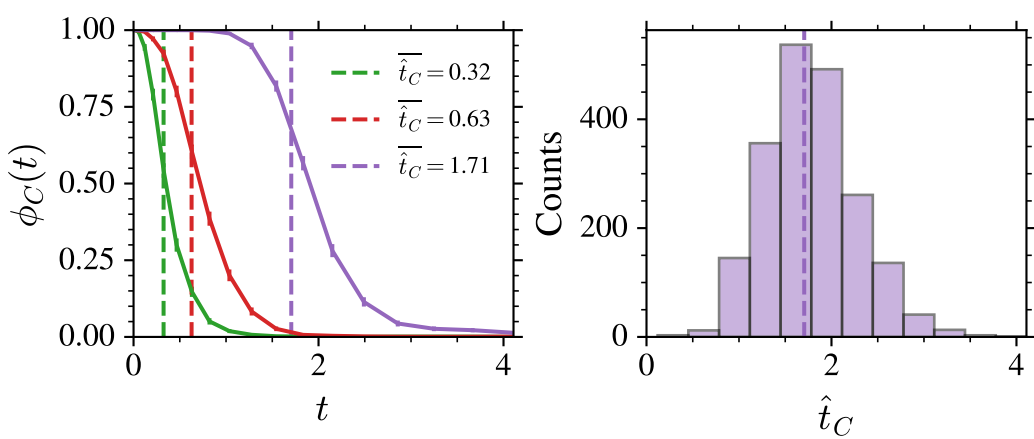 1.00
0.75
0.50
0.25
0.00
ϕ_C(t)
0
2
4
t
\overline{\hat{t}_C} = 0.32
\overline{\hat{t}_C} = 0.63
\overline{\hat{t}_C} = 1.71
400
200
0
Counts
0
2
4
\hat{t}_C